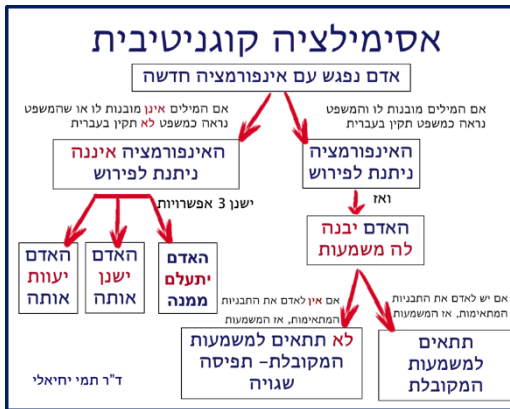 אסימילציה קוגניטיבית
אדם נפגש עם אינפורמציה חדשה
אם המילים מובנות לו והמשפט
נראה כמשפט תקין בעברית
אם המילים אינן מובנות לו או שהמשפט
נראה כמשפט לא תקין בעברית
האינפורמציה
ניתנת לפירוש
האינפורמציה איננה
ניתנת לפירוש
ואז
ישנן 3 אפשרויות
האדם יבנה
לה משמעות
האדם
יתעלם
ממנה
האדם
ישנן
אותה
האדם
יעוות
אותה
אם יש לאדם את התבניות
המתאימות, אז המשמעות
אם אין לאדם את התבניות
המתאימות, אז המשמעות
תתאים
למשמעות
המקובלת
לא תתאים למשמעות
המקובלת- תפיסה
שגויה
ד"ר תמי יחיאלי